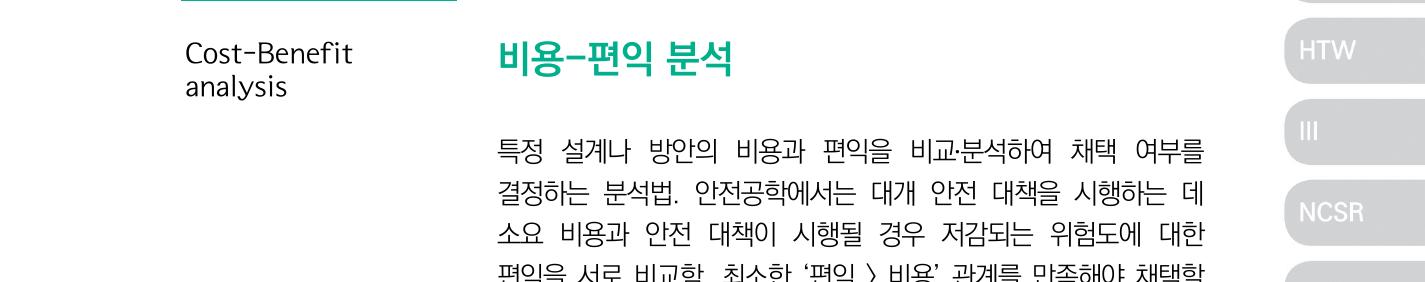 Cost-Benefit
analysis
비용-편익 분석
특정 설계나 방안의 비용과 편익을 비교·분석하여 채택 여부를
결정하는 분석법. 안전공학에서는 대개 안전 대책을 시행하는 데
소요 비용과 안전 대책이 시행될 경우 저감되는 위험도에 대한
편익을 서로 비교함. 최소한 ‘편익 > 비용’ 관계를 만족해야 채택할
HTW
III
NCSR